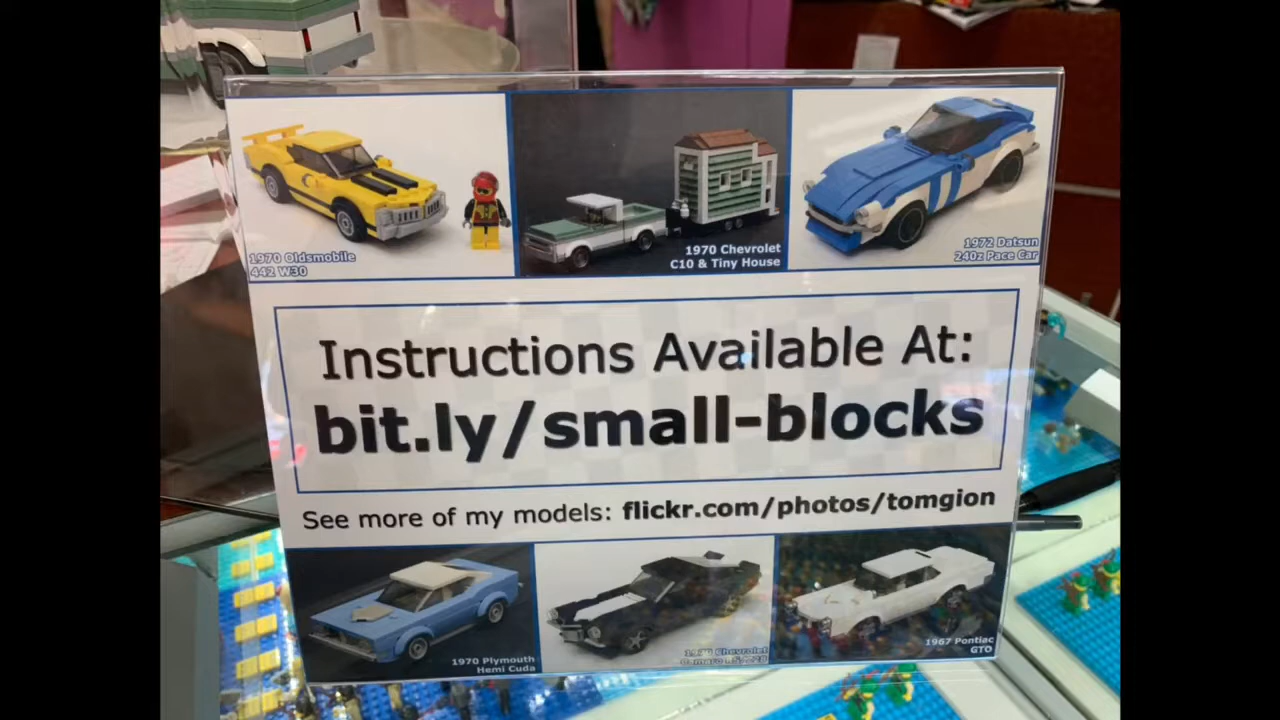 1970 Oldsmobile
442 W30
1970 Chevrolet
C10 & Tiny House
1972 Datsun
240z Pace Car
Instructions Available At:
bit.ly/small-blocks
See more of my models: flickr.com/photos/tomgion
1970 Plymouth
Hemi Cuda
Chevrolet
1967 Pontiac
GTO